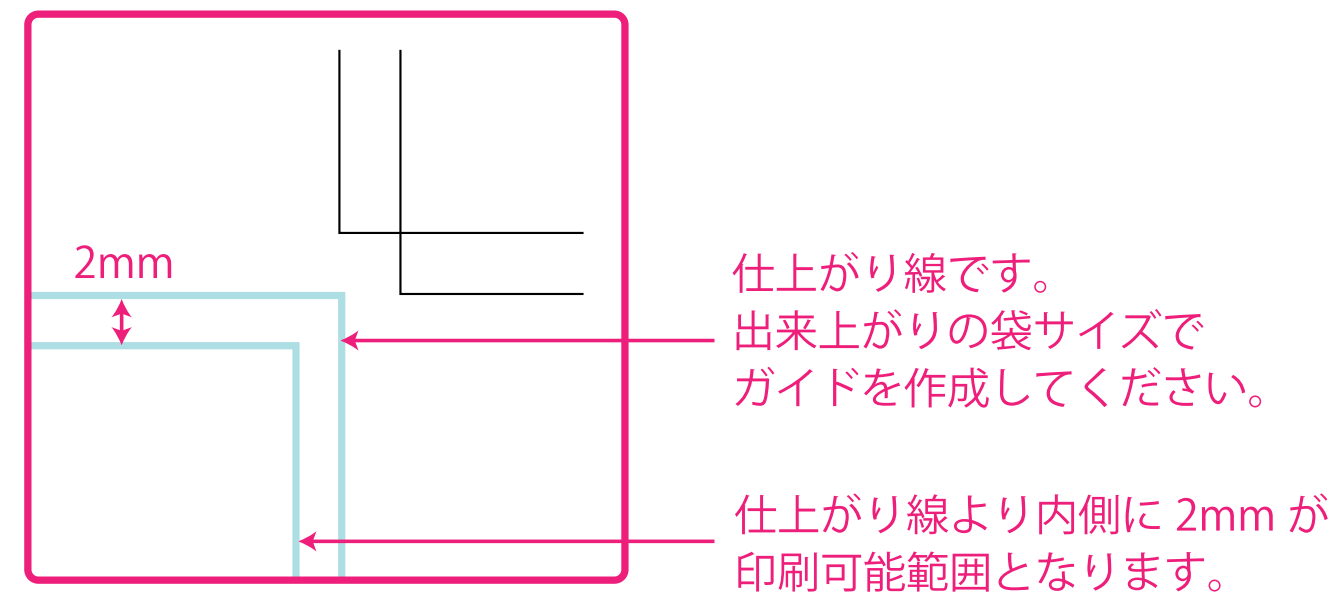 2mm
仕上がり線です。
出来上がりの袋サイズで
ガイドを作成してください。
仕上がり線より内側に 2mm が
印刷可能範囲となります。